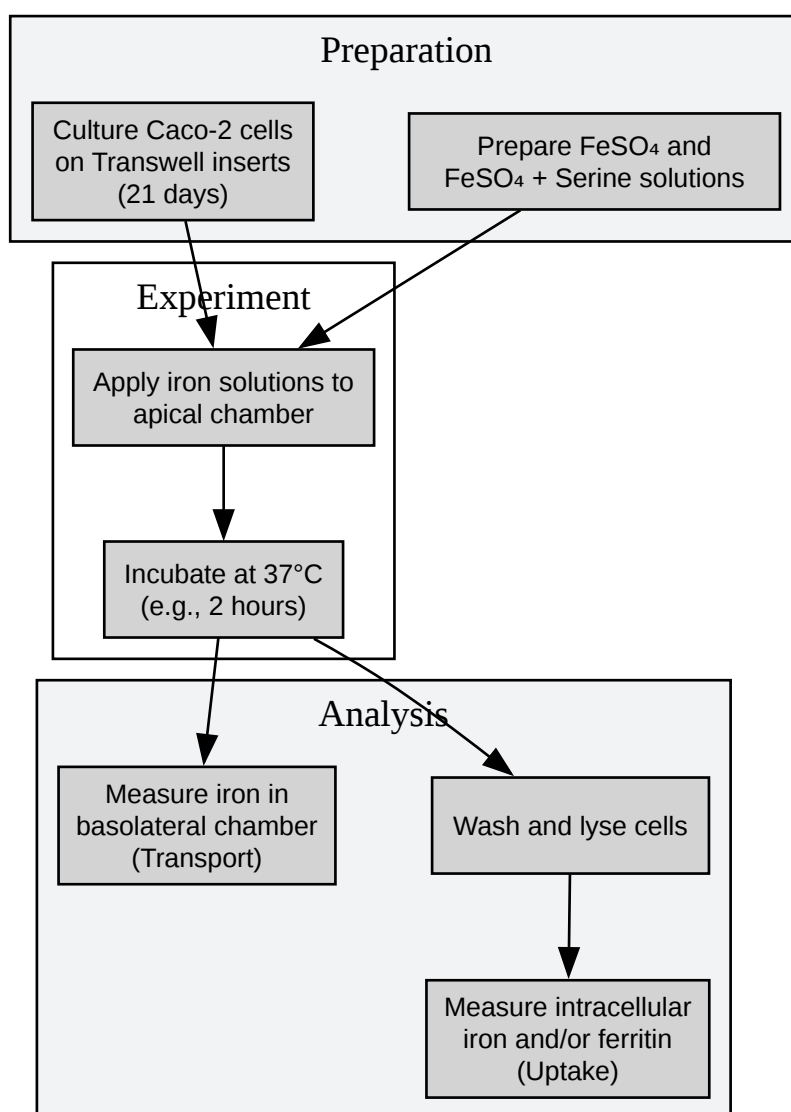 Preparation
Culture Caco-2 cells
on Transwell inserts
(21 days)
Prepare FeSO₄ and
FeSO₄ + Serine solutions
Experiment
Apply iron solutions to
apical chamber
Incubate at 37°C
(e.g., 2 hours)
Analysis
Measure iron in
basolateral chamber
(Transport)
Wash and lyse cells
Measure intracellular
iron and/or ferritin
(Uptake)